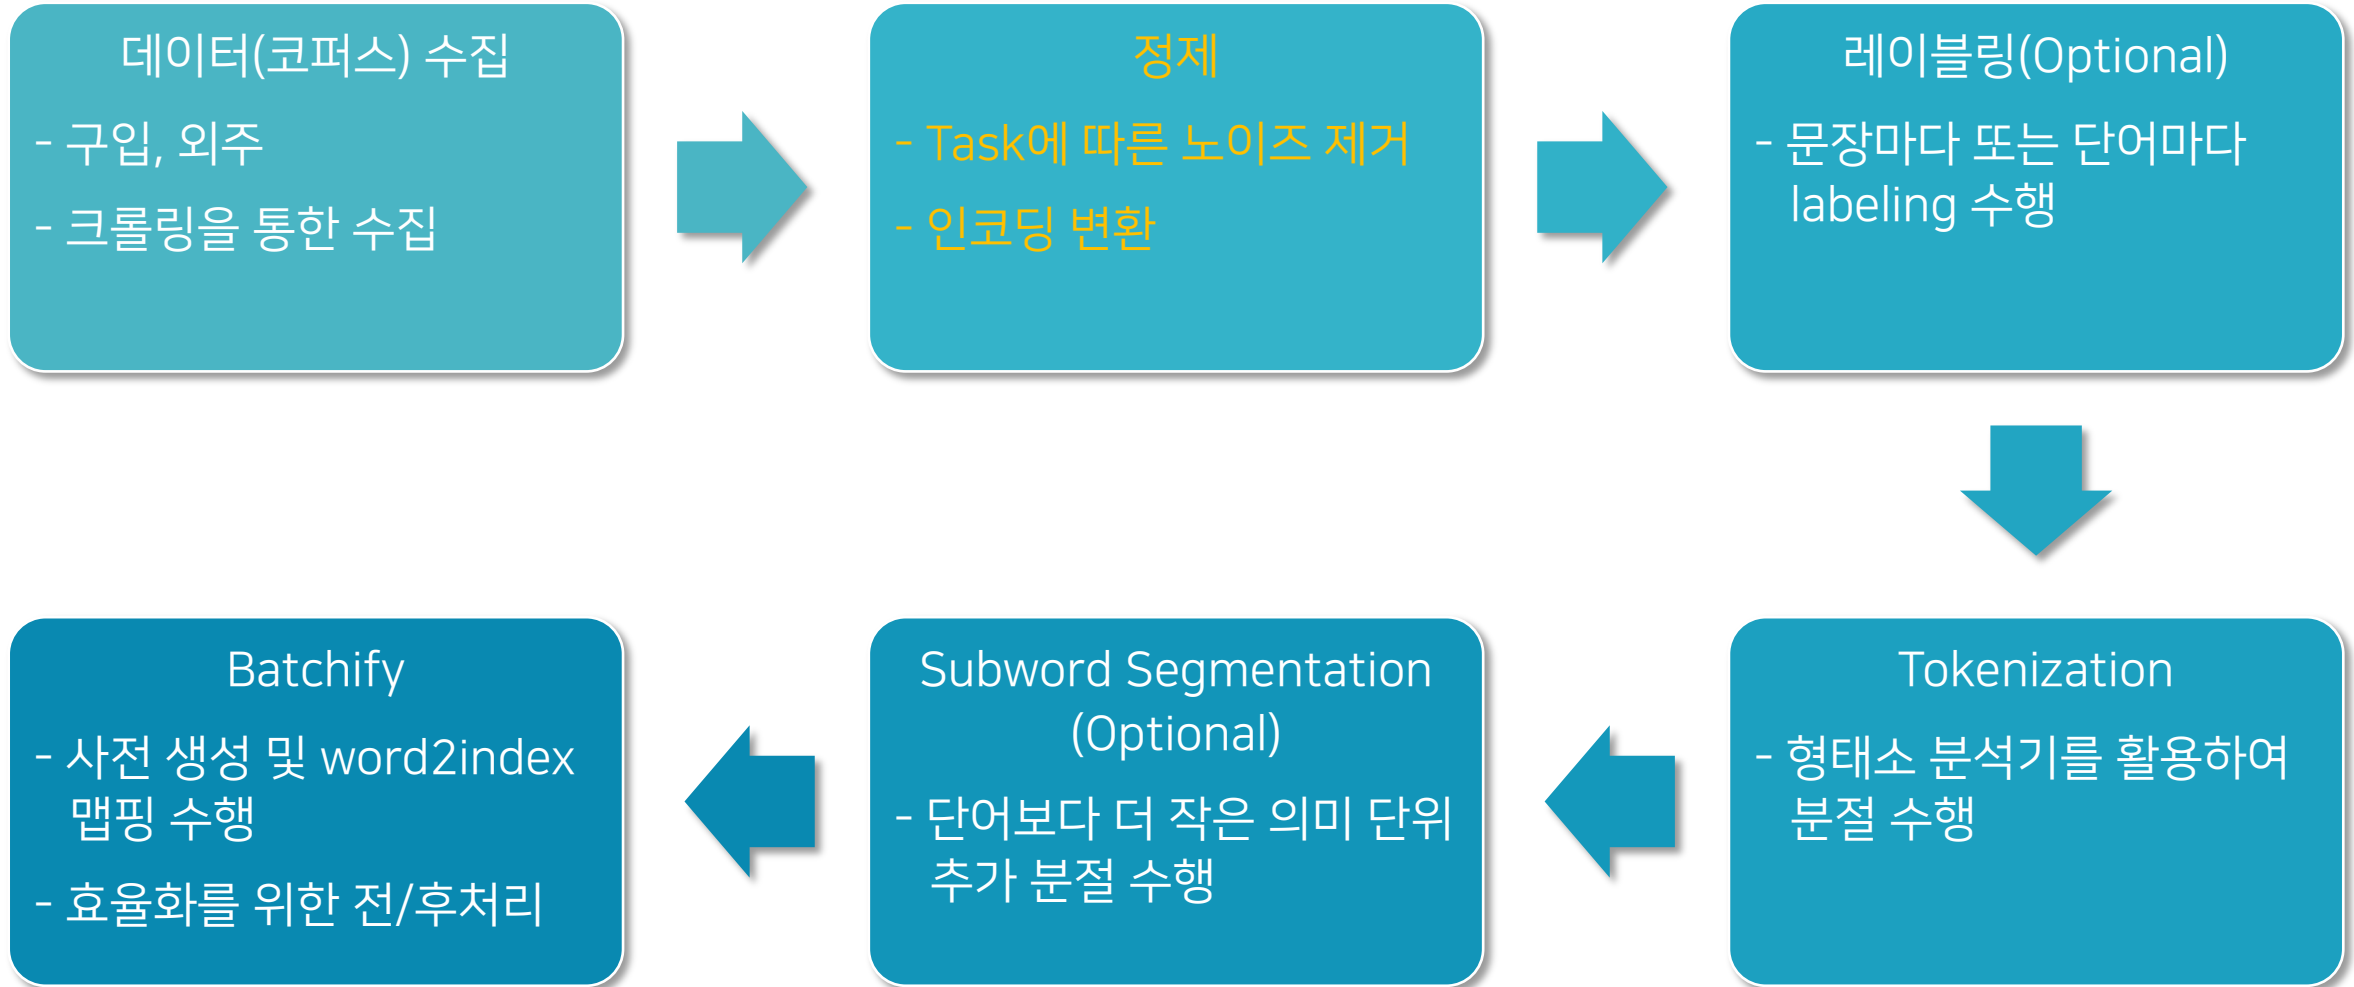 데이터(코퍼스) 수집
- 구입, 외주
- 크롤링을 통한 수집
정제
- Task에 따른 노이즈 제거
- 인코딩 변환
레이블링(Optional)
- 문장마다 또는 단어마다
labeling 수행
Tokenization
- 형태소 분석기를 활용하여
분절 수행
Subword Segmentation
(Optional)
- 단어보다 더 작은 의미 단위
추가 분절 수행
Batchify
- 사전 생성 및 word2index
맵핑 수행
- 효율화를 위한 전/후처리